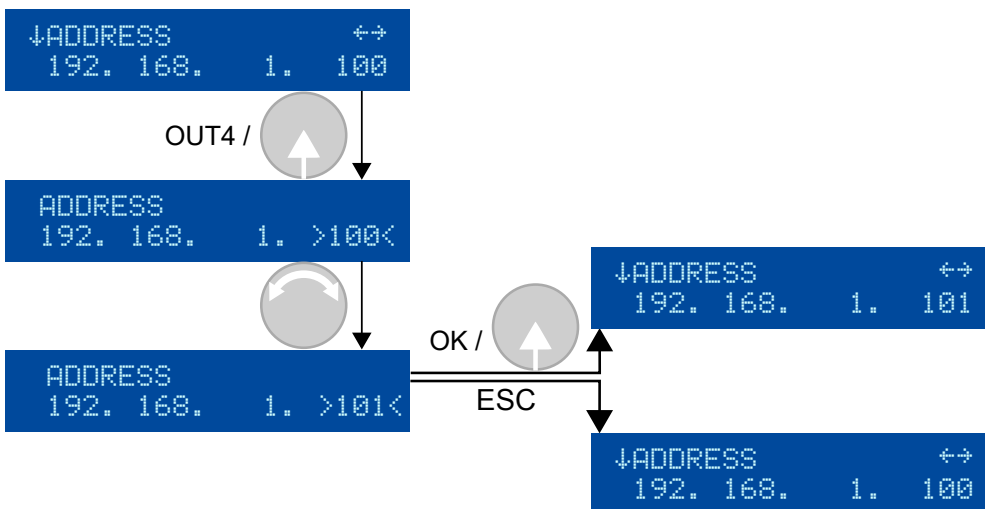 ↓ADDRESS ←→
192. 168. 1. 100
OUT4 /
ADDRESS
192. 168. 1. >100<
ADDRESS
192. 168. 1. >101<
OK /
ESC
↓ADDRESS ←→
192. 168. 1. 101
↓ADDRESS ←→
192. 168. 1. 100